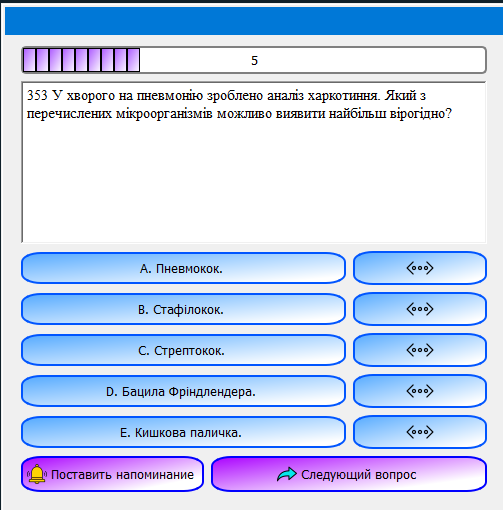 5
353 У хворого на пневмонію зроблено аналіз харкотиння. Який з
перечислених мікроорганізмів можливо виявити найбільш вірогідно?
A. Пневмокок.
B. Стафілокок.
C. Стрептокок.
D. Бацила Фріндлендера.
E. Кишкова паличка.
Поставить напоминание
Следующий вопрос